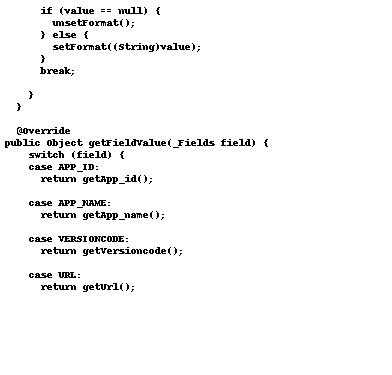 if (value == null) {
unsetFormat();
} else {
setFormat((String)value);
}
break;
}
}
@Override
public Object getFieldValue(_Fields field) {
switch (field) {
case APP_ID:
return getApp_id();
case APP_NAME:
return getApp_name();
case VERSIONCODE:
return getVersioncode();
case URL:
return getUrl();